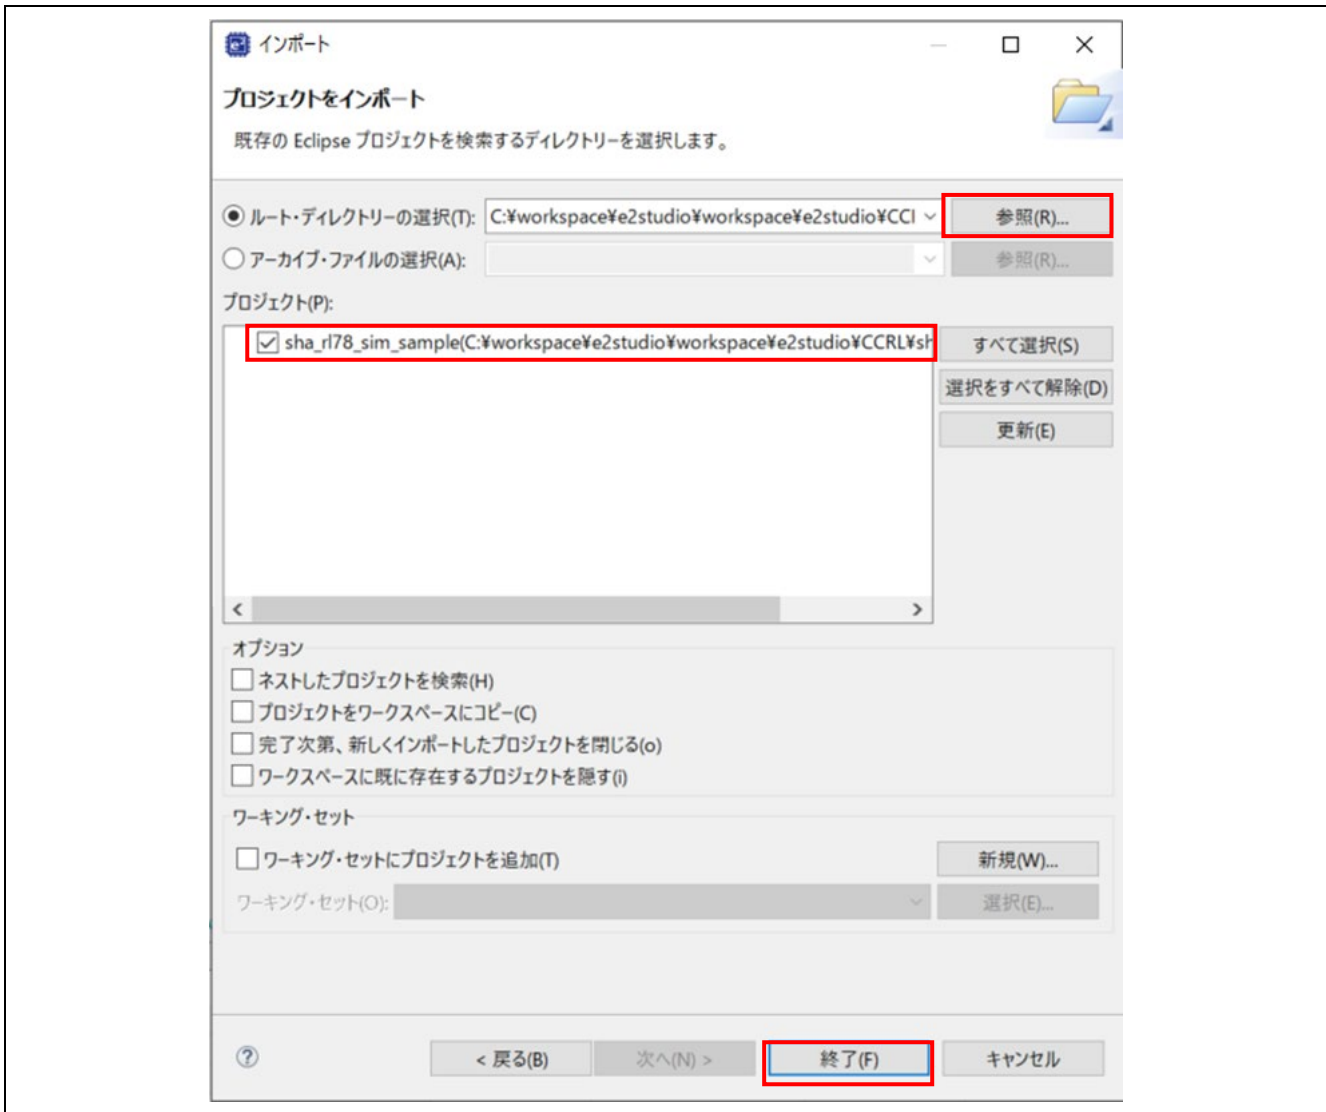 インポート
プロジェクトをインポート
既存の Eclipse プロジェクトを検索するディレクトリーを選択します。
ルート・ディレクトリーの選択(T): C:¥workspace¥e2studio¥workspace¥e2studio¥CCI 参照(R)...
アーカイブ・ファイルの選択(A): 参照(R)...
プロジェクト(P):
sha_rl78_sim_sample(C:¥workspace¥e2studio¥workspace¥e2studio¥CCRL¥sh すべて選択(S)
選択をすべて解除(D)
更新(E)
オプション
ネストしたプロジェクトを検索(H)
プロジェクトをワークスペースにコピー(C)
完了次第、新しくインポートしたプロジェクトを閉じる(o)
ワークスペースに既に存在するプロジェクトを隠す(i)
ワーキング・セット
ワーキング・セットにプロジェクトを追加(T) 新規(W)...
ワーキング・セット(O): 選択(E)...
< 戻る(B) 次へ(N) > 終了(F) キャンセル